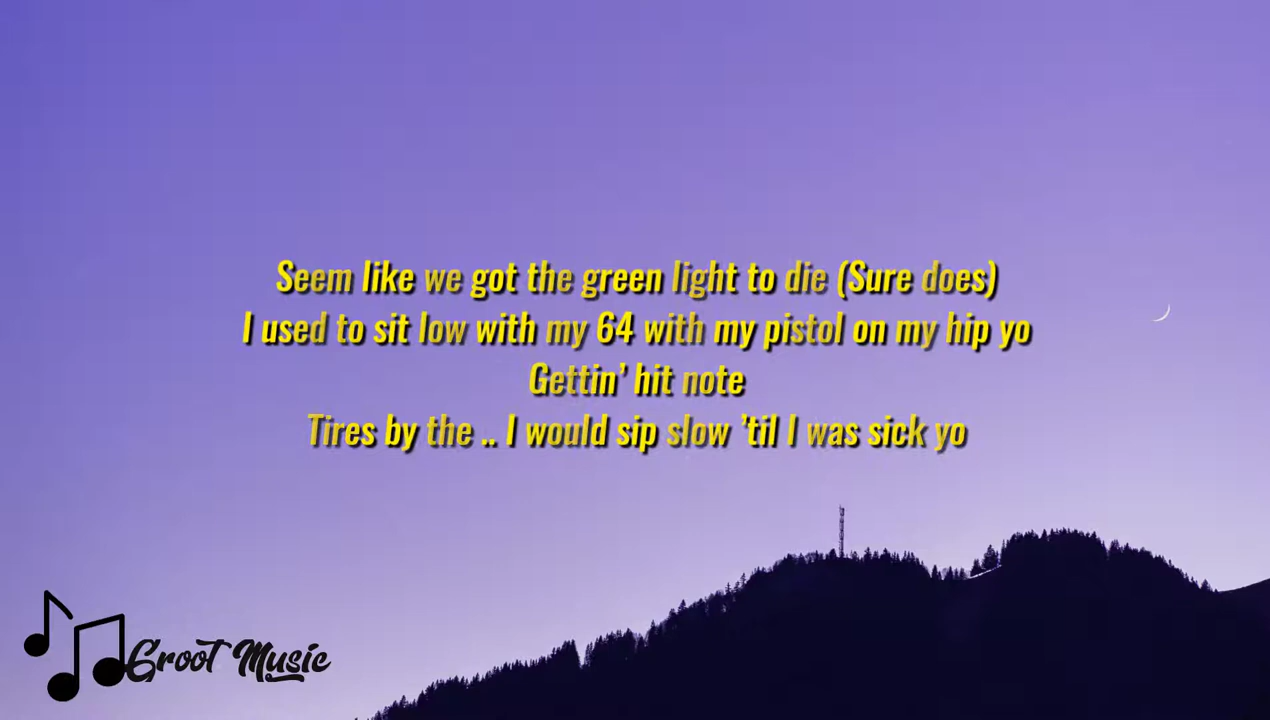 Seem like we got the green light to die (Sure does)
I used to sit low with my 64 with my pistol on my hip yo
Gettin’ hit note
Tires by the .. I would sip slow ’til I was sick yo
Groot Music